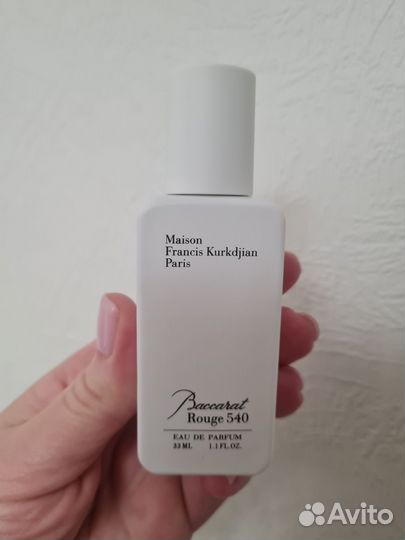 Maison
Francis Kurkdjian
Paris
Baccarat
Rouge 540
EAU DE PARFUM
33 ML 1.1 FL.OZ.
Avito